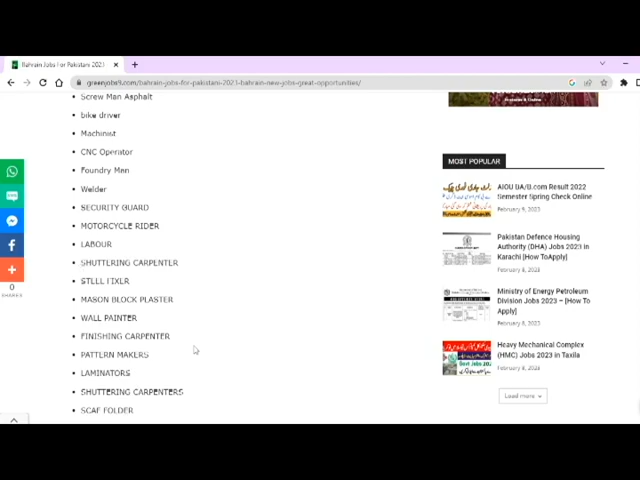 Bahrain Jobs For Pakistani 2023
greenjobs9.com/bahrain-jobs-for-pakistani-2023-bahrain-new-jobs-great-opportunities/
Screw Man Asphalt
bike driver
Machinist
CNC Operator
Foundry Mnn
Welder
SECURITY GUARD
MOTORCYCLE RIDER
LABOUR
SHUTTERING CARPENTER
STLLL FIXLR
MASON BLOCK PLASTER
WALL PAINTER
FINISHING CARPENTER
PATTERN MAKERS
LAMINATORS
SHUTTERING CARPENTERS
SCAF FOLDER
0
SHARES
MOST POPULAR
AIOU BA/B.com Result 2022
Semester Spring Check Online
February 9, 2023
Pakistan Defence Housing
Authority (DHA) Jobs 2023 in
Karachi [How ToApply]
February 8, 2023
Ministry of Energy Petroleum
Division Jobs 2023 – [How To
Apply]
February 8, 2023
Heavy Mechanical Complex
(HMC) Jobs 2023 in Taxila
February 8, 2023
Load more